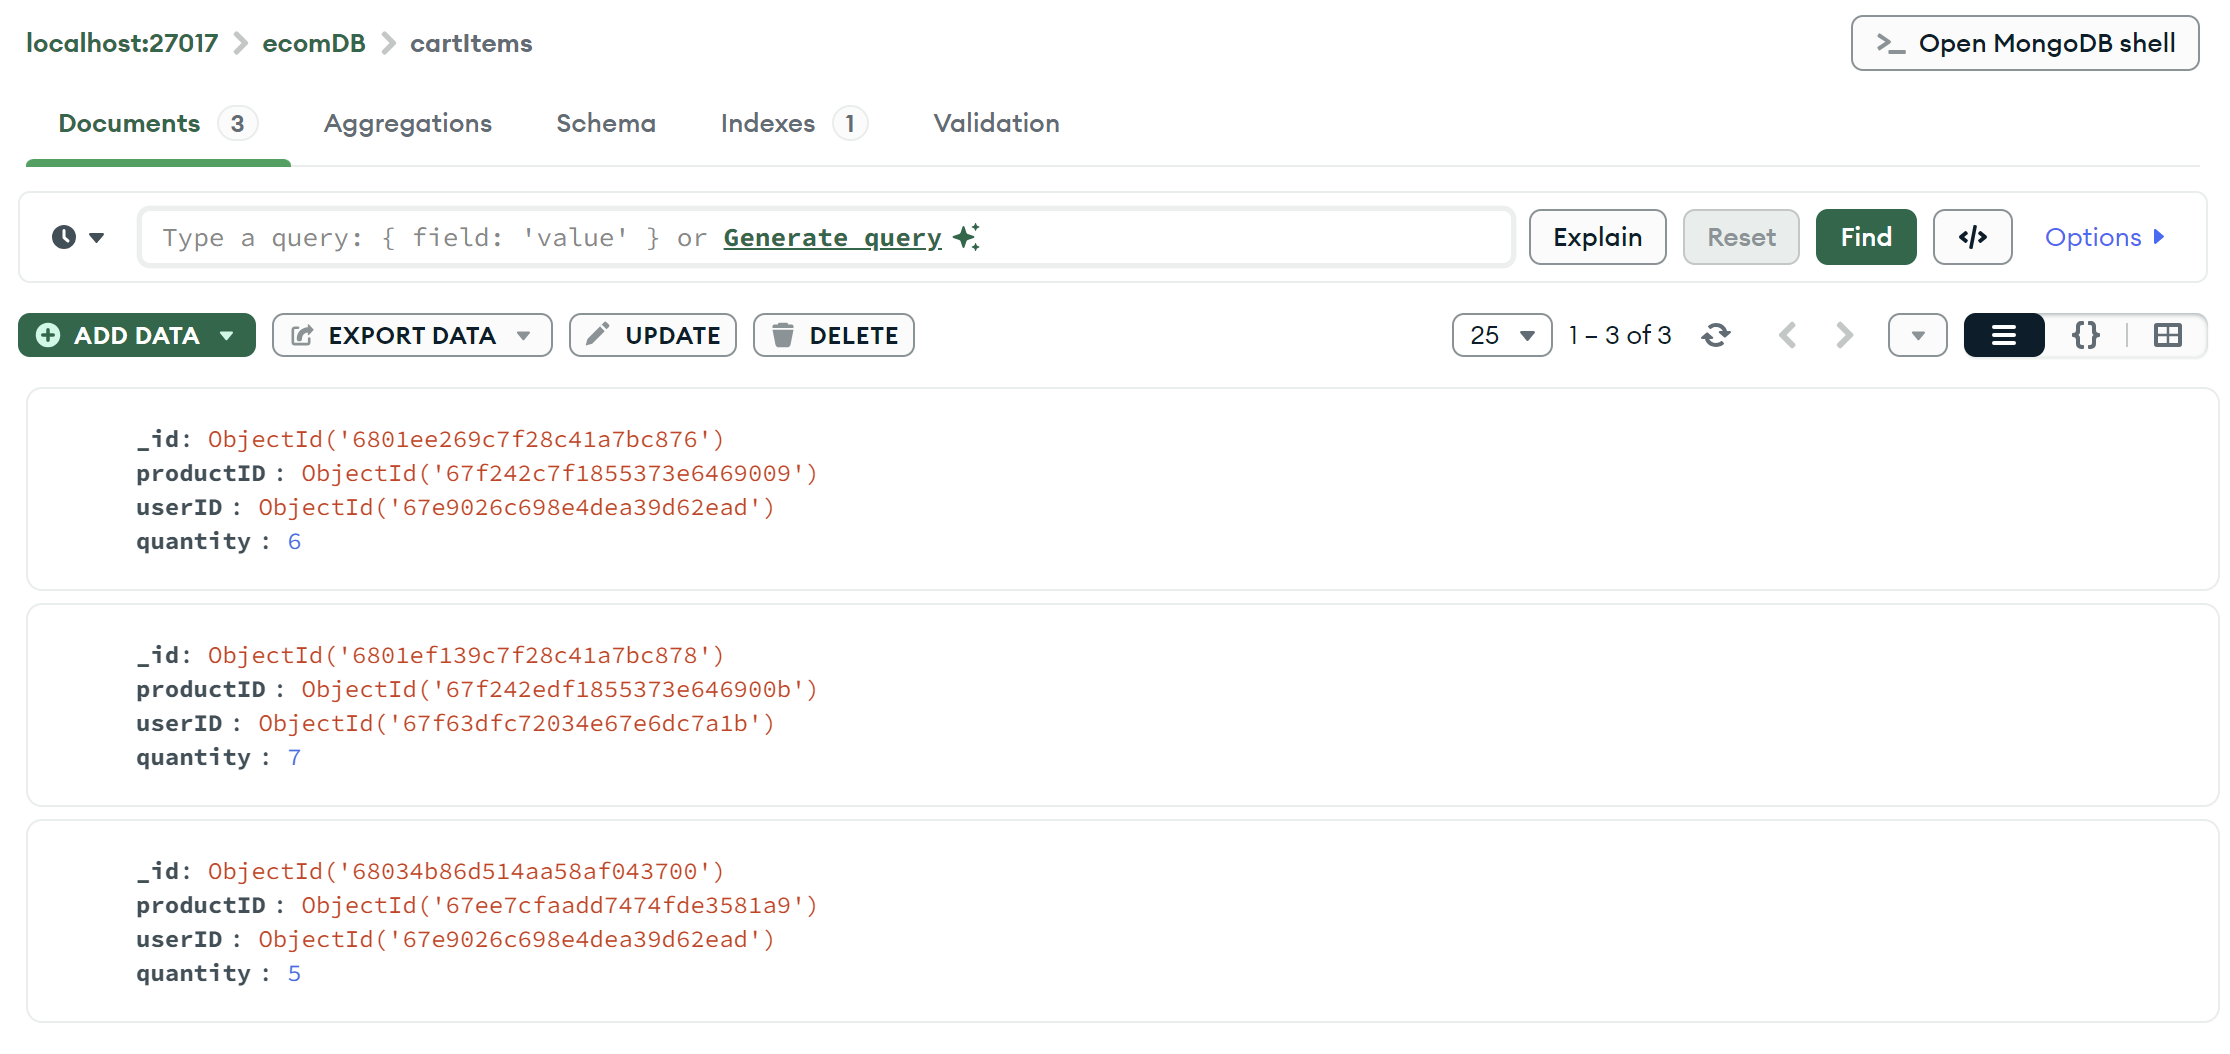 localhost:27017 ecomDB cartItems
>_ Open MongoDB shell
Documents 3 Aggregations Schema Indexes 1 Validation
Type a query: { field: 'value' } or Generate query Explain Reset Find </> Options
ADD DATA EXPORT DATA UPDATE DELETE 25 1 – 3 of 3 {}
_id: ObjectId('6801ee269c7f28c41a7bc876')
productID : ObjectId('67f242c7f1855373e6469009')
userID : ObjectId('67e9026c698e4dea39d62ead')
quantity : 6
_id: ObjectId('6801ef139c7f28c41a7bc878')
productID : ObjectId('67f242edf1855373e646900b')
userID : ObjectId('67f63dfc72034e67e6dc7a1b')
quantity : 7
_id: ObjectId('68034b86d514aa58af043700')
productID : ObjectId('67ee7cfaadd7474fde3581a9')
userID : ObjectId('67e9026c698e4dea39d62ead')
quantity : 5